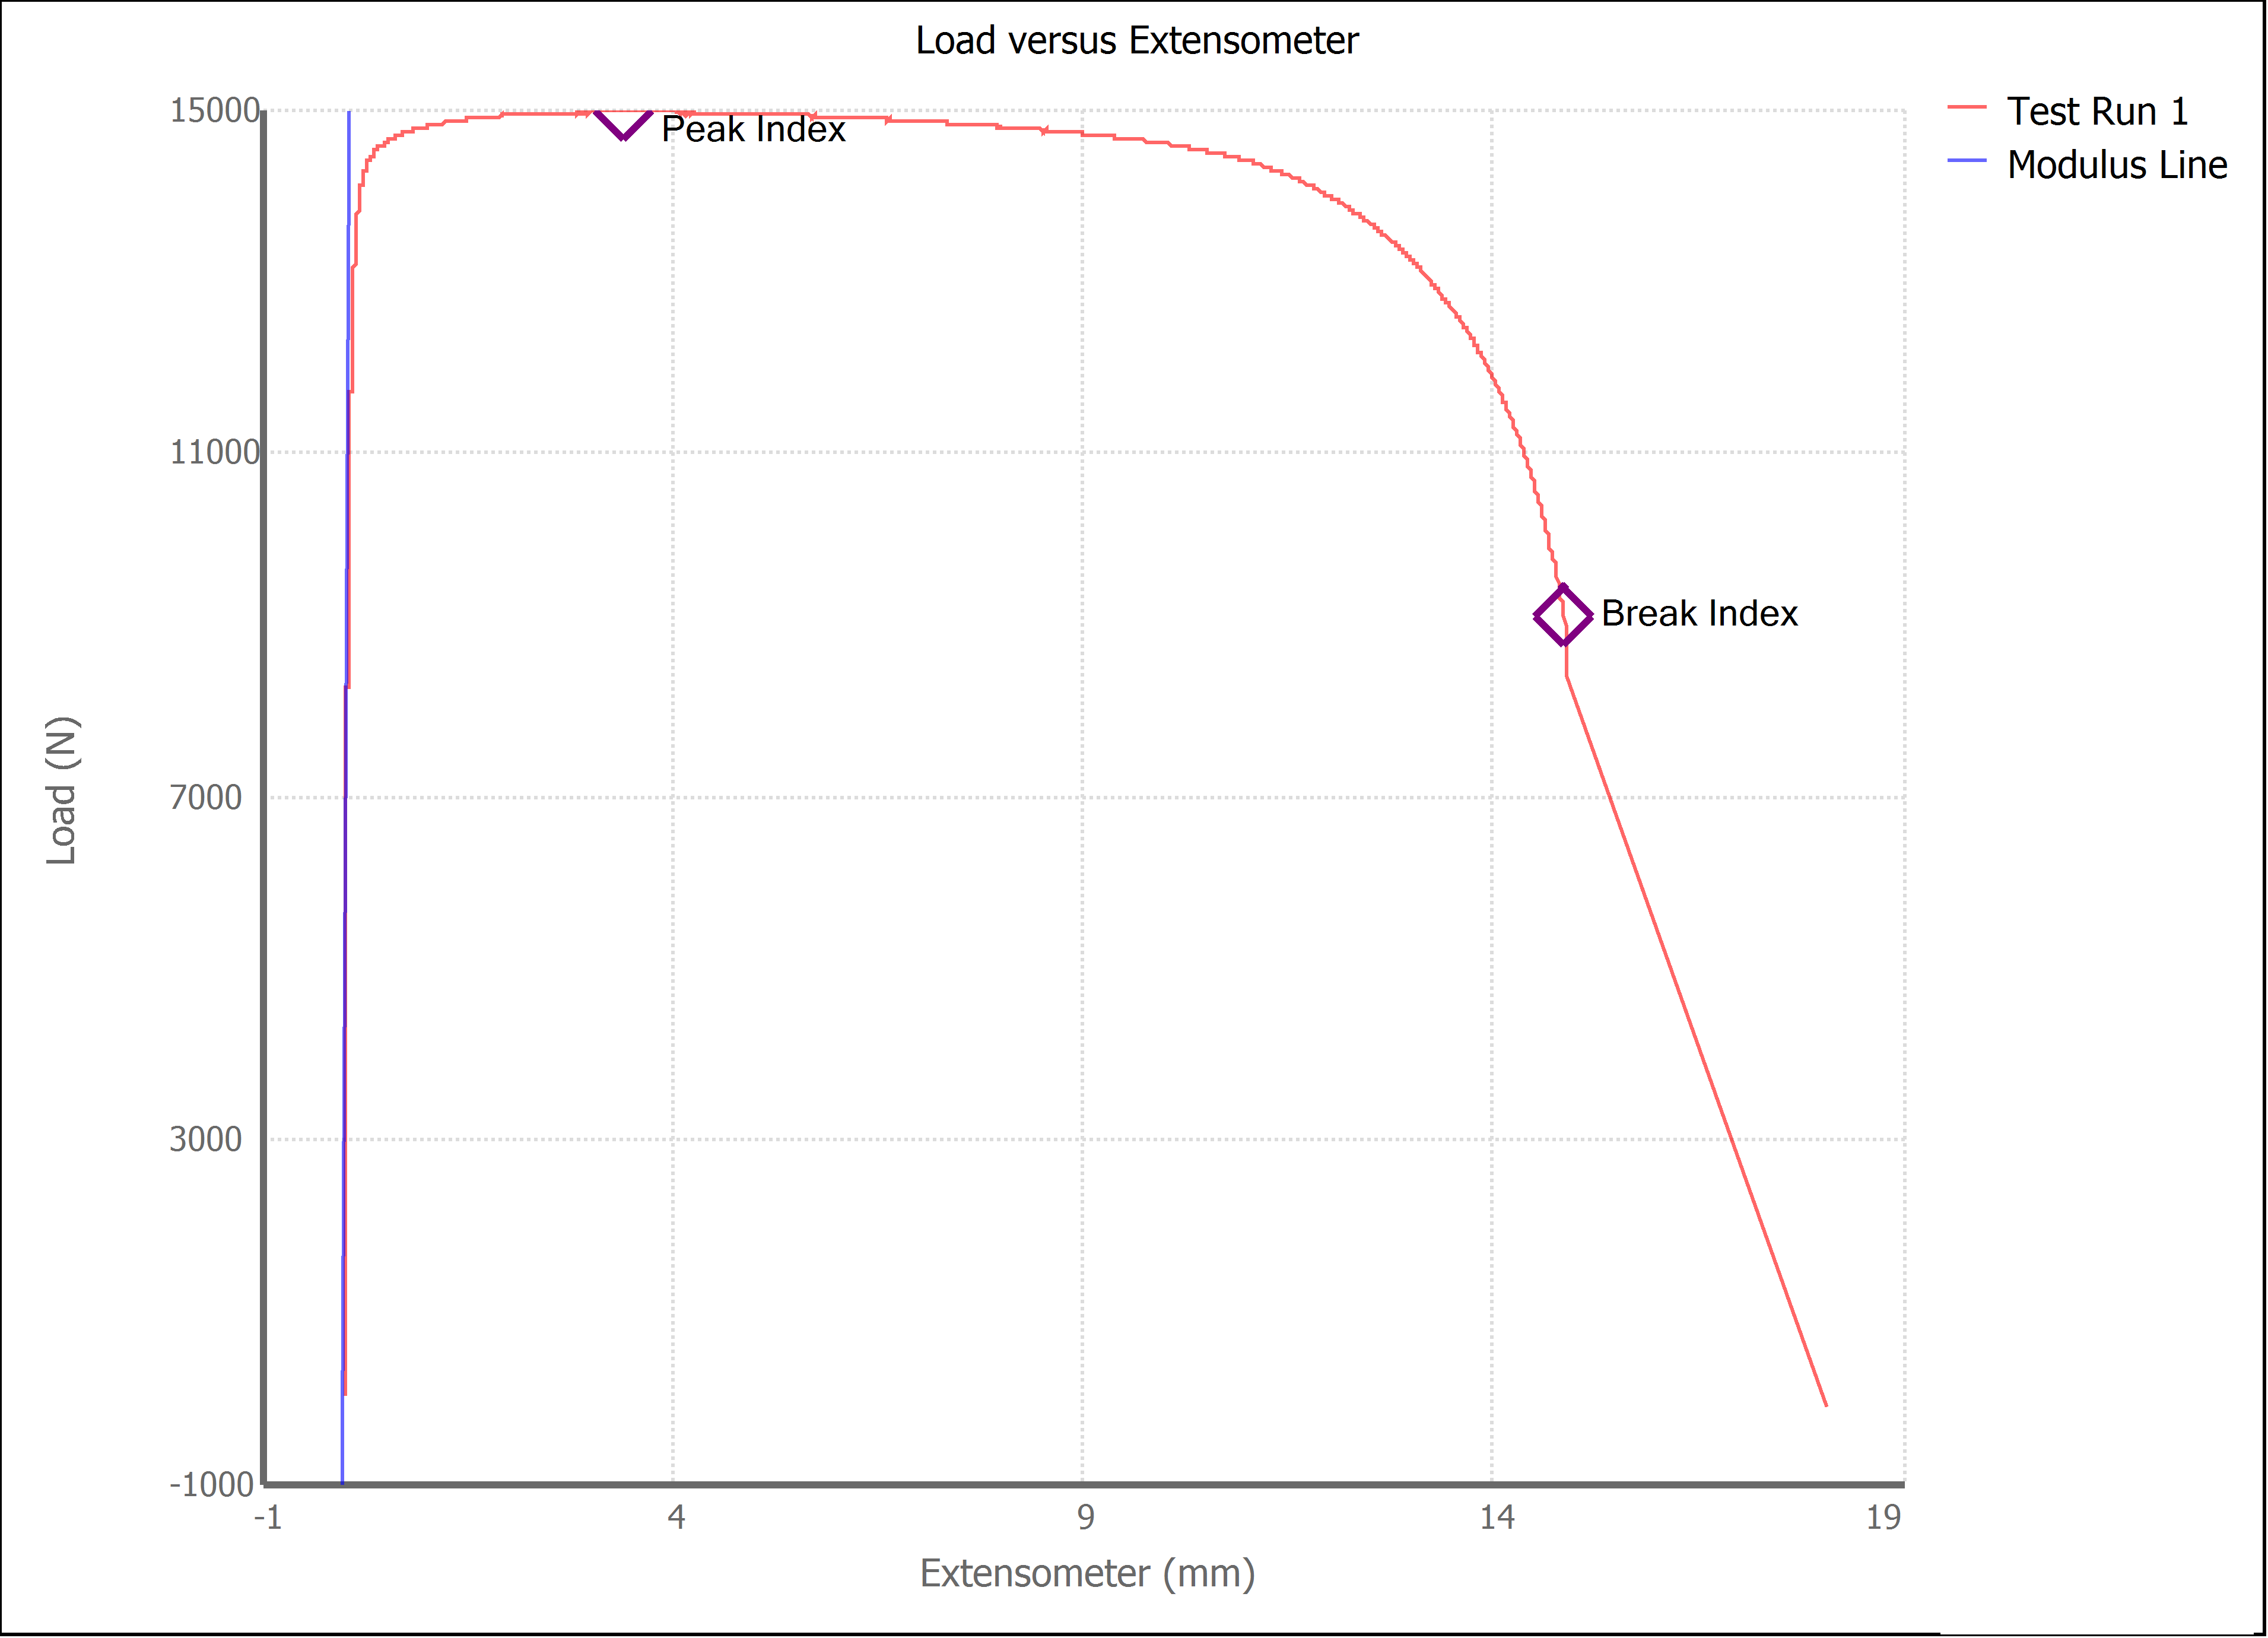 Load versus Extensometer
Test Run 1
Modulus Line
15000
11000
7000
3000
-1000
Load (N)
Peak Index
Break Index
-1
4
9
14
19
Extensometer (mm)